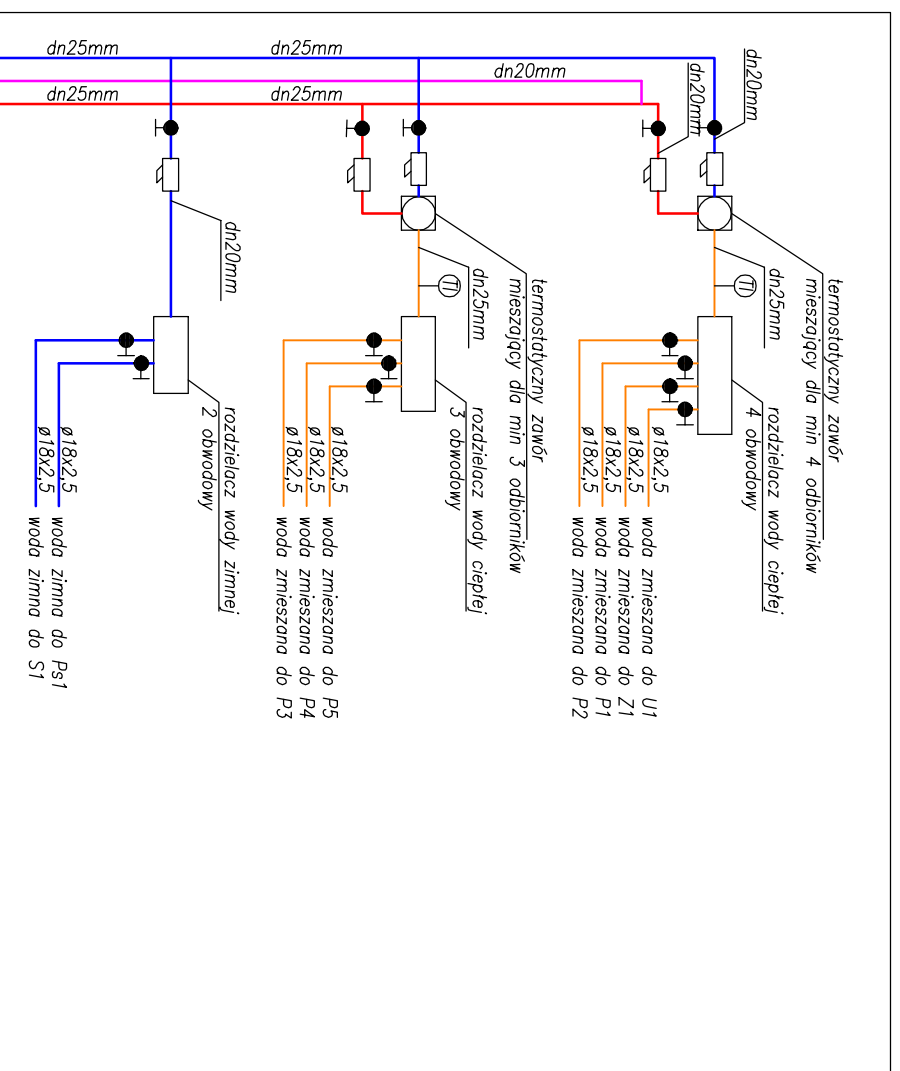 dn25mm
dn25mm
dn20mm
dn25mm
dn25mm
dn20mm
dn20mm
termostatyczny zawór
mieszający dla min 4 odbiorników
dn25mm
TI
rozdzielacz wody ciepłej
4 obwodowy
ø18x2,5
ø18x2,5
ø18x2,5
ø18x2,5
woda zmieszana do U1
woda zmieszana do Z1
woda zmieszana do P1
woda zmieszana do P2
termostatyczny zawór
mieszający dla min 3 odbiorników
dn25mm
TI
rozdzielacz wody ciepłej
3 obwodowy
ø18x2,5
ø18x2,5
ø18x2,5
woda zmieszana do P5
woda zmieszana do P4
woda zmieszana do P3
dn20mm
rozdzielacz wody zimnej
2 obwodowy
ø18x2,5
ø18x2,5
woda zimna do Ps1
woda zimna do S1